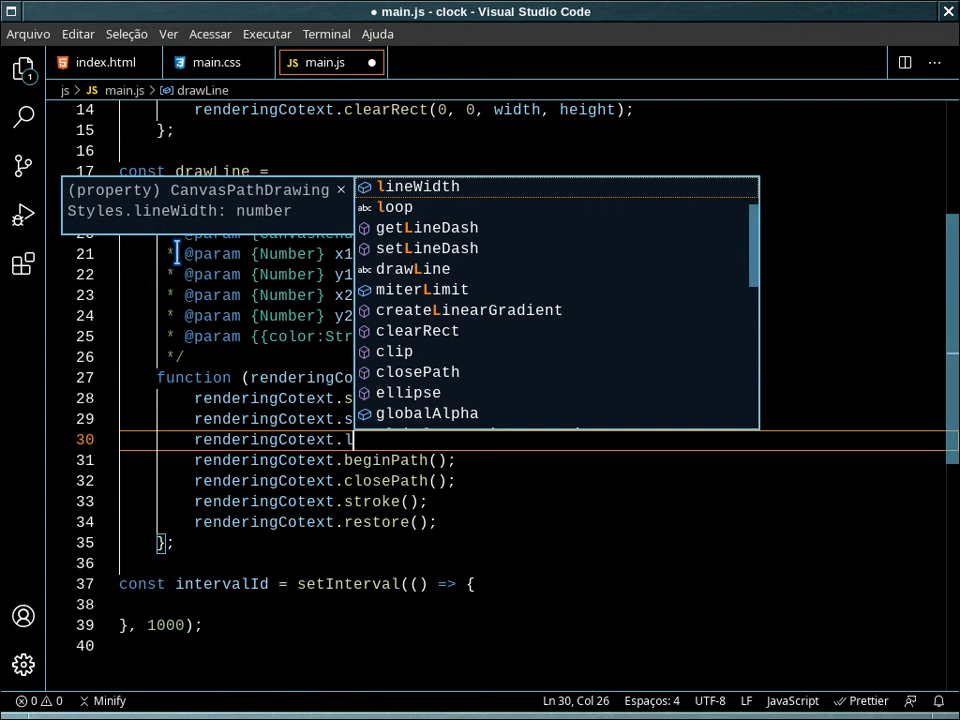 ● main.js - clock - Visual Studio Code
Arquivo Editar Seleção Ver Acessar Executar Terminal Ajuda
index.html main.css JS main.js ●
js > JS main.js > drawLine
14 renderingCotext.clearRect(0, 0, width, height);
15 };
16
17 const drawLine =
(property) CanvasPathDrawing ×
Styles.lineWidth: number
lineWidth
abc loop
getLineDash
setLineDash
abc drawLine
miterLimit
createLinearGradient
clearRect
clip
closePath
ellipse
globalAlpha
21 * @param {Number} x1
22 * @param {Number} y1
23 * @param {Number} x2
24 * @param {Number} y2
25 * @param {{color:Str
26 */
27 function (renderingCo
28 renderingCotext.s
29 renderingCotext.s
30 renderingCotext.l
31 renderingCotext.beginPath();
32 renderingCotext.closePath();
33 renderingCotext.stroke();
34 renderingCotext.restore();
35 };
36
37 const intervalId = setInterval(() => {
38
39 }, 1000);
40
1
0 0 Minify Ln 30, Col 26 Espaços: 4 UTF-8 LF JavaScript Prettier